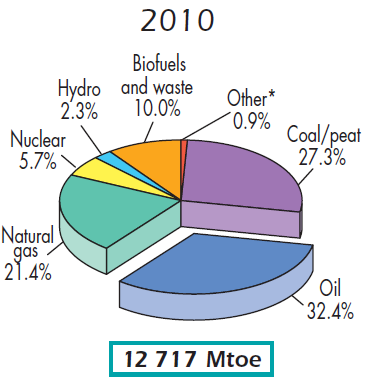 2010
Biofuels
and waste
10.0%
Other*
0.9%
Hydro
2.3%
Coal/peat
27.3%
Nuclear
5.7%
Natural
gas
21.4%
Oil
32.4%
12 717 Mtoe